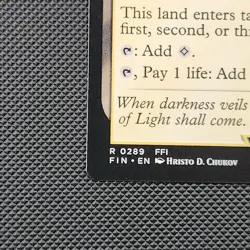 This land enters ta
first, second, or thi
: Add
, Pay 1 life: Add
When darkness veils
of Light shall come.
R 0289 FFI
FIN • EN HRISTO D. CHUKOV